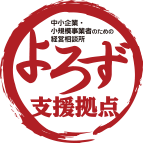 中小企業・
小規模事業者のための
経営相談所
よろず
支援拠点